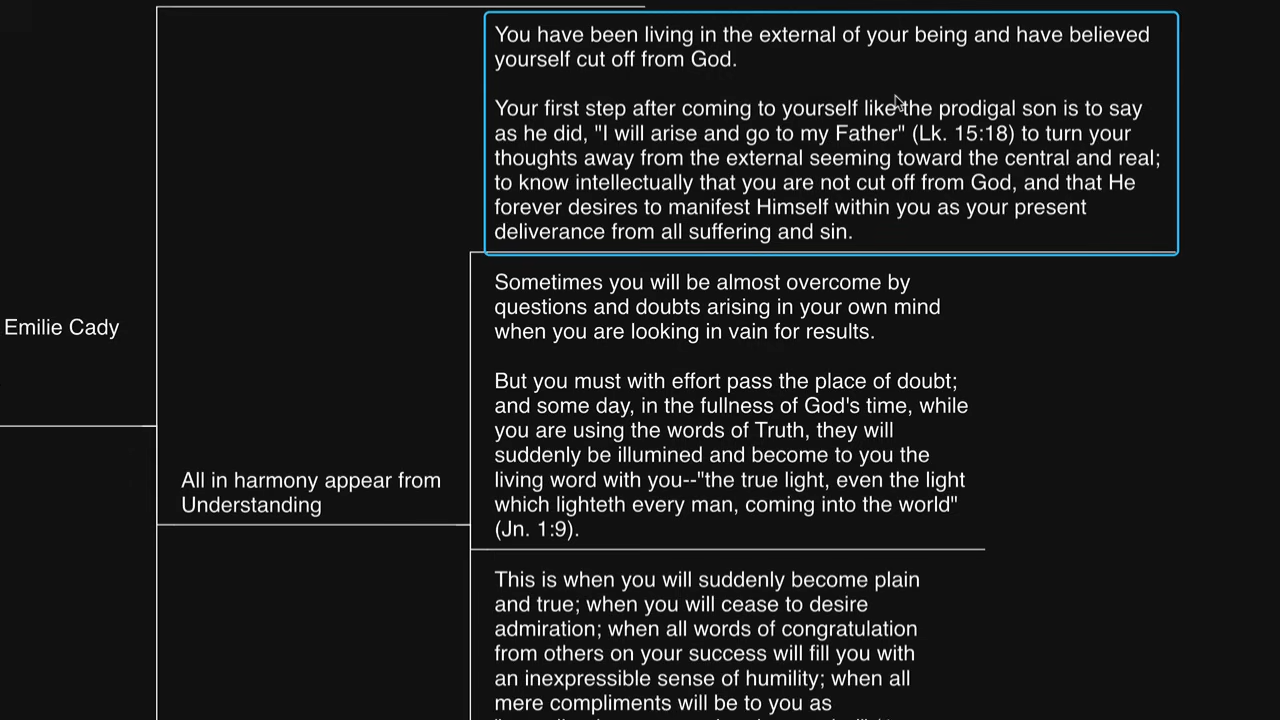 Emilie Cady
All in harmony appear from
Understanding
You have been living in the external of your being and have believed
yourself cut off from God.
Your first step after coming to yourself like the prodigal son is to say
as he did, "I will arise and go to my Father" (Lk. 15:18) to turn your
thoughts away from the external seeming toward the central and real;
to know intellectually that you are not cut off from God, and that He
forever desires to manifest Himself within you as your present
deliverance from all suffering and sin.
Sometimes you will be almost overcome by
questions and doubts arising in your own mind
when you are looking in vain for results.
But you must with effort pass the place of doubt;
and some day, in the fullness of God's time, while
you are using the words of Truth, they will
suddenly be illumined and become to you the
living word with you--"the true light, even the light
which lighteth every man, coming into the world"
(Jn. 1:9).
This is when you will suddenly become plain
and true; when you will cease to desire
admiration; when all words of congratulation
from others on your success will fill you with
an inexpressible sense of humility; when all
mere compliments will be to you as